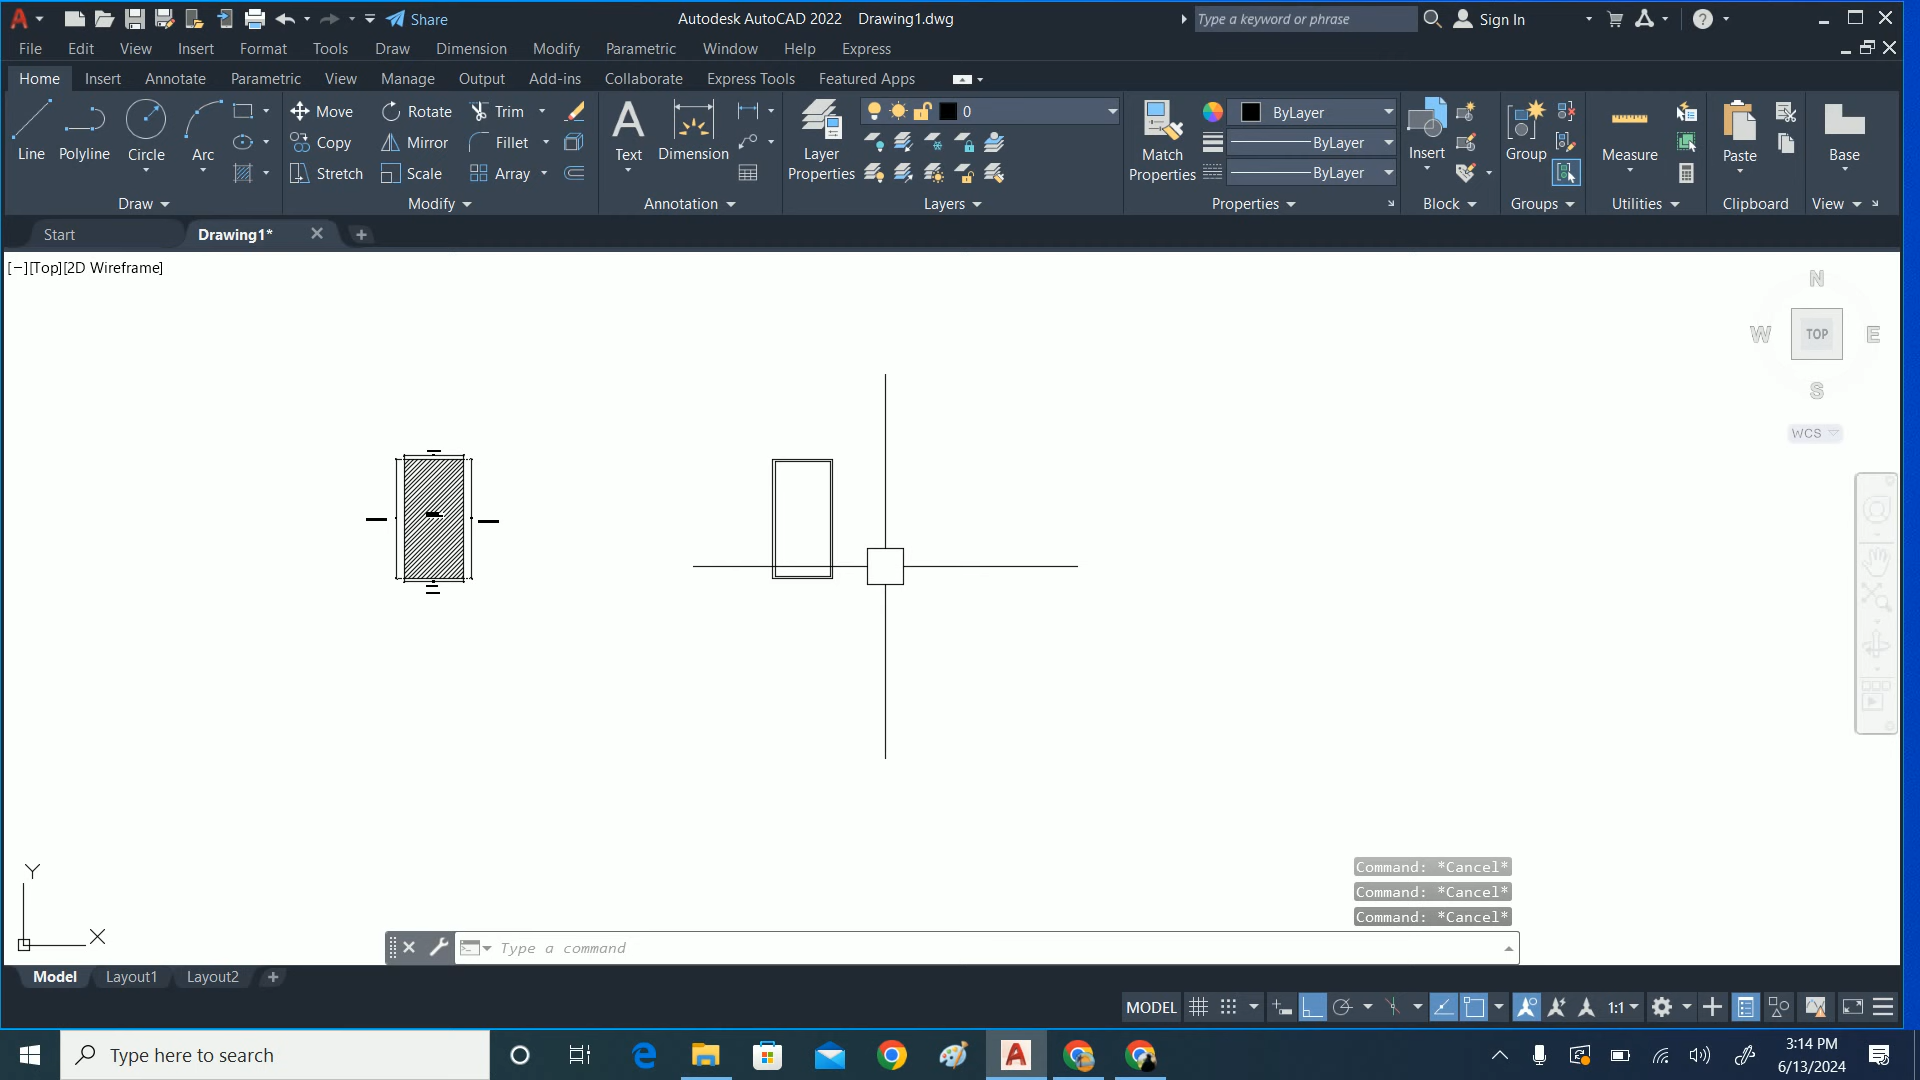 Share
Autodesk AutoCAD 2022 Drawing1.dwg
Type a keyword or phrase
Sign In
File Edit View Insert Format Tools Draw Dimension Modify Parametric Window Help Express
Home Insert Annotate Parametric View Manage Output Add-ins Collaborate Express Tools Featured Apps
Line Polyline Circle Arc
Move Rotate Trim
Copy Mirror Fillet
Stretch Scale Array
Text Dimension
Layer Properties
0
Match Properties
ByLayer
ByLayer
ByLayer
Insert Group Measure Paste Base
Draw Modify Annotation Layers Properties Block Groups Utilities Clipboard View
Start Drawing1*
[−][Top][2D Wireframe]
N
W TOP E
S
WCS
Y
X
Command: *Cancel*
Command: *Cancel*
Command: *Cancel*
Type a command
Model Layout1 Layout2
MODEL 1:1
Type here to search
3:14 PM
6/13/2024